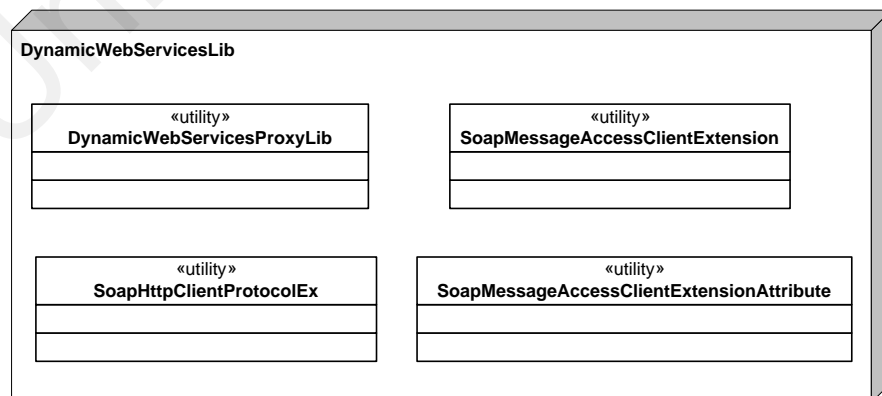 DynamicWebServicesLib
«utility»
DynamicWebServicesProxyLib
«utility»
SoapMessageAccessClientExtension
«utility»
SoapHttpClientProtocolEx
«utility»
SoapMessageAccessClientExtensionAttribute